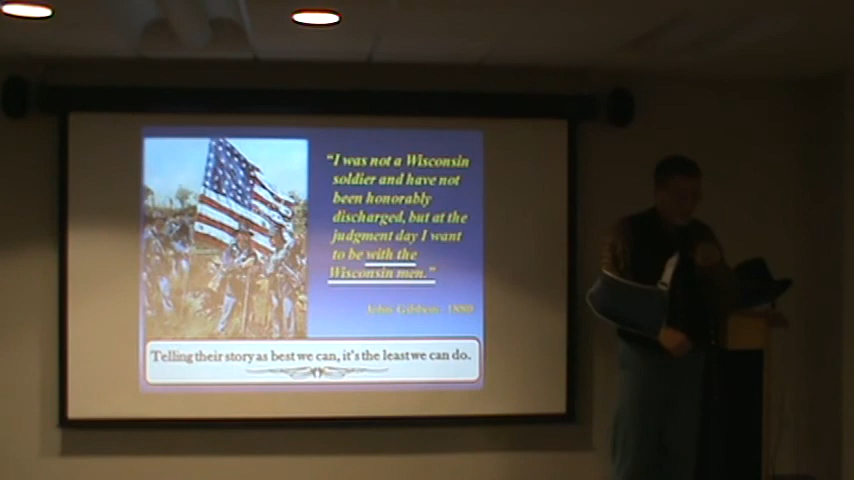 "I was not a Wisconsin
soldier and have not
been honorably
discharged, but at the
judgment day I want
to be with the
Wisconsin men."
John Gibbon, 1880
Telling their story as best we can, it's the least we can do.